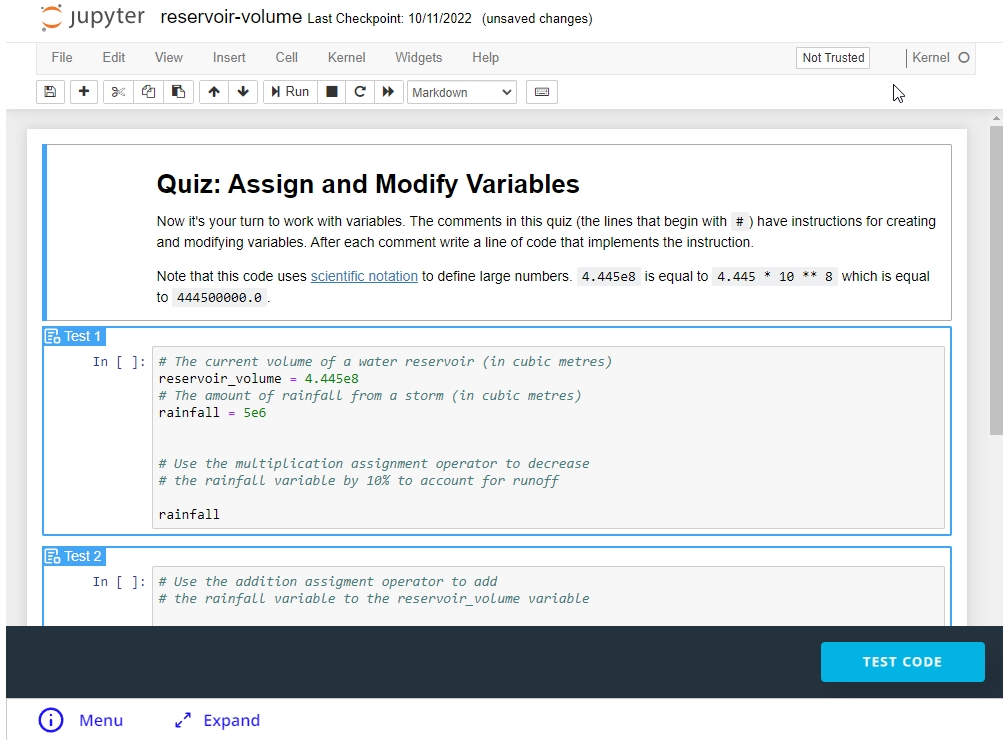 jupyter reservoir-volume Last Checkpoint: 10/11/2022 (unsaved changes)
File Edit View Insert Cell Kernel Widgets Help Not Trusted Kernel
Run Markdown
Quiz: Assign and Modify Variables
Now it's your turn to work with variables. The comments in this quiz (the lines that begin with # ) have instructions for creating
and modifying variables. After each comment write a line of code that implements the instruction.
Note that this code uses scientific notation to define large numbers. 4.445e8 is equal to 4.445 * 10 ** 8 which is equal
to 444500000.0 .
Test 1
In [ ]: # The current volume of a water reservoir (in cubic metres)
reservoir_volume = 4.445e8
# The amount of rainfall from a storm (in cubic metres)
rainfall = 5e6
# Use the multiplication assignment operator to decrease
# the rainfall variable by 10% to account for runoff
rainfall
Test 2
In [ ]: # Use the addition assigment operator to add
# the rainfall variable to the reservoir_volume variable
TEST CODE
Menu Expand